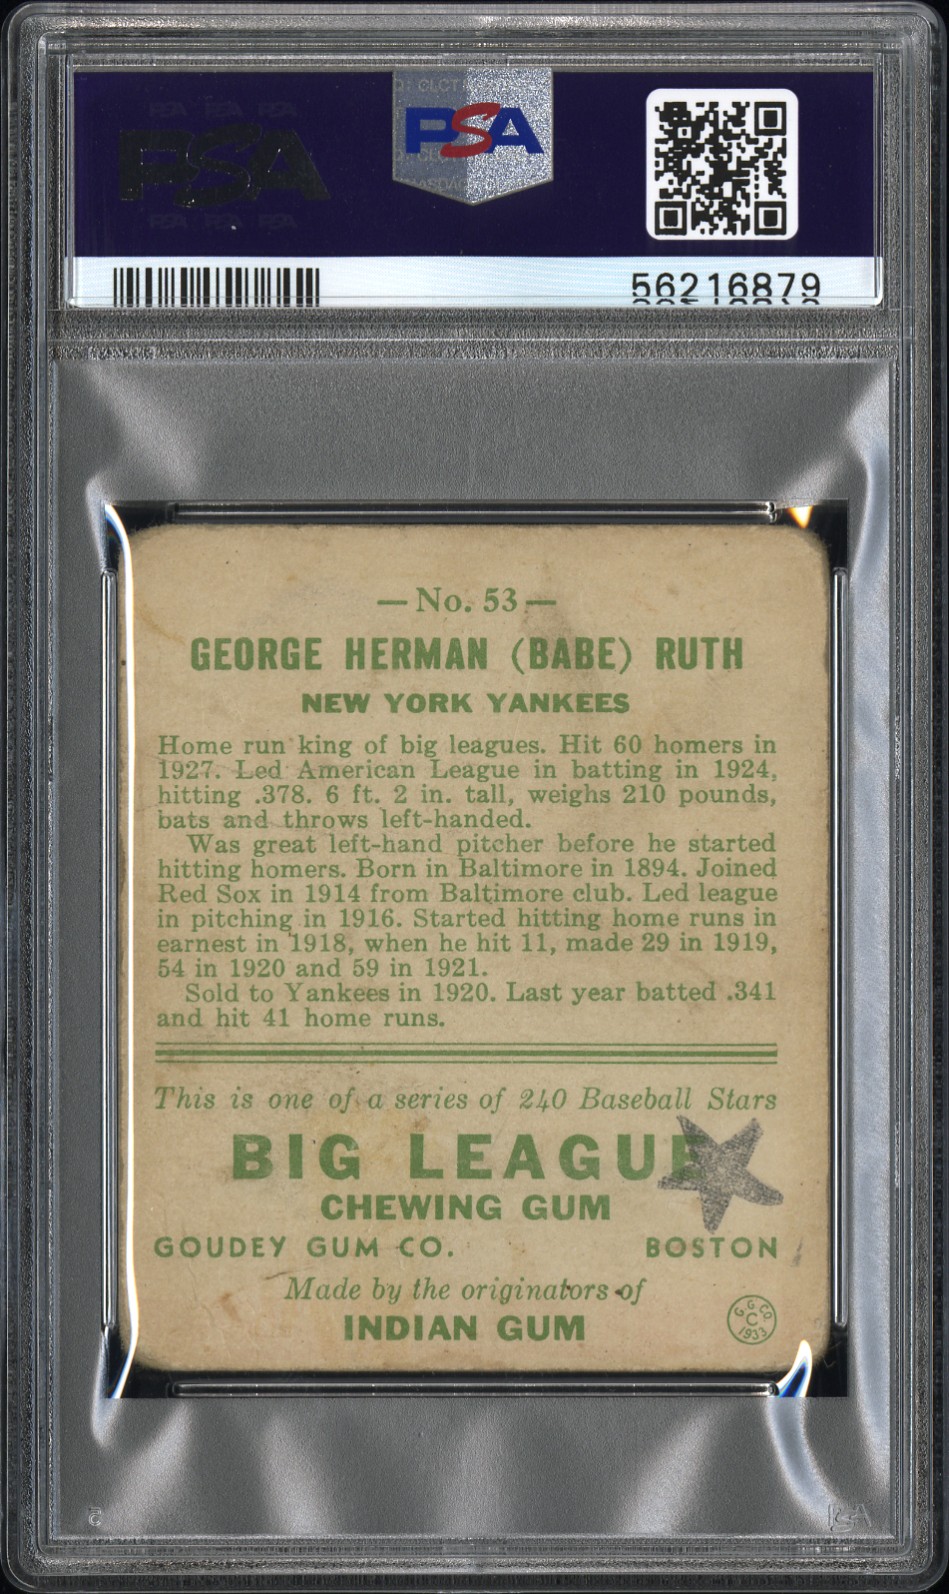 PSA
PSA
56216879
— No. 53 —
GEORGE HERMAN (BABE) RUTH
NEW YORK YANKEES
Home run king of big leagues. Hit 60 homers in
1927. Led American League in batting in 1924,
hitting .378. 6 ft. 2 in. tall, weighs 210 pounds,
bats and throws left-handed.
Was great left-hand pitcher before he started
hitting homers. Born in Baltimore in 1894. Joined
Red Sox in 1914 from Baltimore club. Led league
in pitching in 1916. Started hitting home runs in
earnest in 1918, when he hit 11, made 29 in 1919,
54 in 1920 and 59 in 1921.
Sold to Yankees in 1920. Last year batted .341
and hit 41 home runs.
This is one of a series of 240 Baseball Stars
BIG LEAGUE
CHEWING GUM
GOUDEY GUM CO. BOSTON
Made by the originators of
INDIAN GUM
G. G. CO.
C
1933
PSA